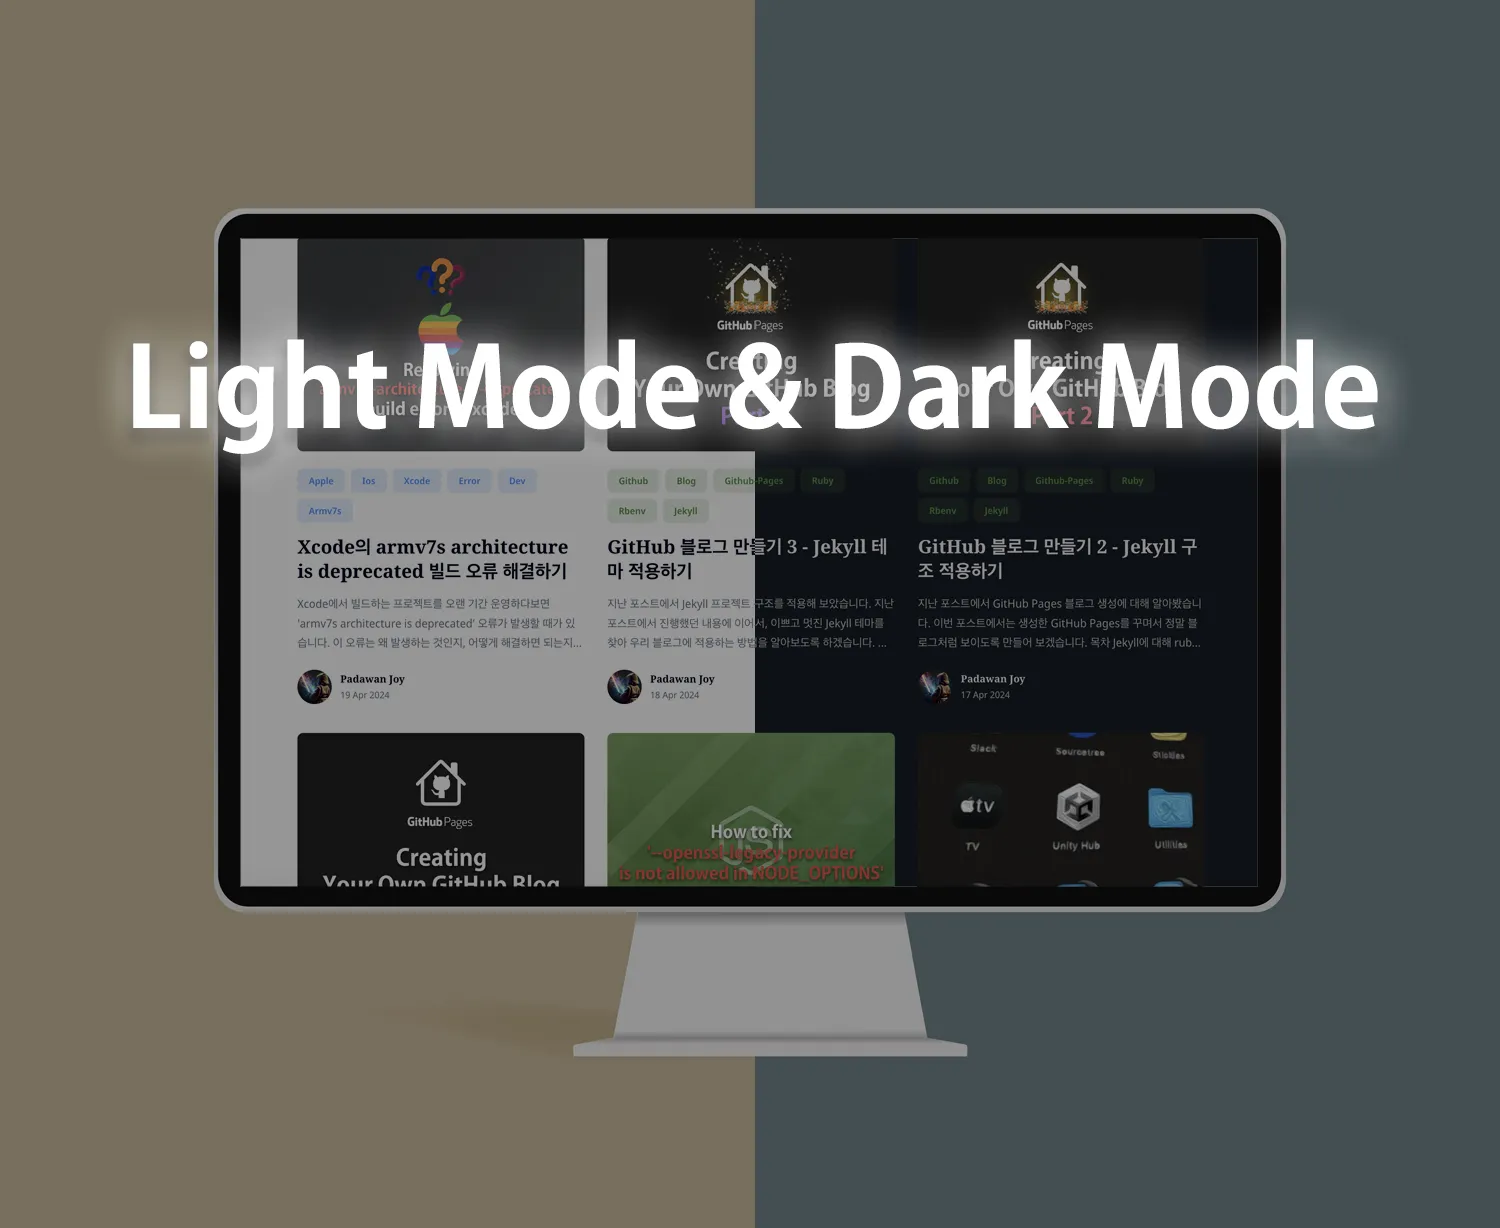 Light Mode & Dark Mode
GitHub Pages
GitHub Pages
Creating
Your Own GitHub Blog
Part 2
Apple Ios Xcode Error Dev
Armv7s
Xcode의 armv7s architecture
is deprecated 빌드 오류 해결하기
Xcode에서 빌드하는 프로젝트를 오랜 기간 운영하다보면
'armv7s architecture is deprecated' 오류가 발생할 때가 있
습니다. 이 오류는 왜 발생하는 것인지, 어떻게 해결하면 되는지...
Padawan Joy
19 Apr 2024
Github Blog Github-Pages Ruby
Rbenv Jekyll
GitHub 블로그 만들기 3 - Jekyll 테
마 적용하기
지난 포스트에서 Jekyll 프로젝트 구조를 적용해 보았습니다. 지난
포스트에서 진행했던 내용에 이어서, 이쁘고 멋진 Jekyll 테마를
찾아 우리 블로그에 적용하는 방법을 알아보도록 하겠습니다. ...
Padawan Joy
18 Apr 2024
Github Blog Github-Pages Ruby
Rbenv Jekyll
GitHub 블로그 만들기 2 - Jekyll 구
조 적용하기
지난 포스트에서 GitHub Pages 블로그 생성에 대해 알아봤습니
다. 이번 포스트에서는 생성한 GitHub Pages를 꾸며서 정말 블
로그처럼 보이도록 만들어 보겠습니다. 목차 Jekyll에 대해 rub...
Padawan Joy
17 Apr 2024
GitHub Pages
Creating
Your Own GitHub Blog
How to fix
'--openssl-legacy-provider
is not allowed in NODE_OPTIONS'
Slack Sourcetree Stickies
tv
TV Unity Hub Utilities